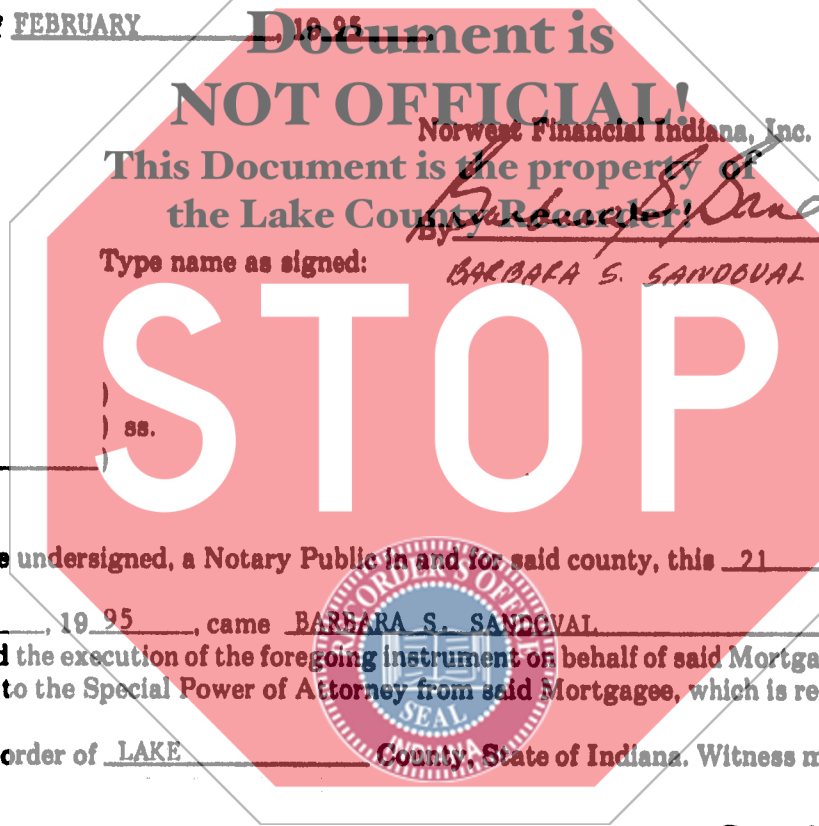 FEBRUARY , 19 95 .
Document is
NOT OFFICIAL!
Norwest Financial Indiana, Inc.
This Document is the property of
the Lake County Recorder!
By
Type name as signed:
BARBARA S. SANDOVAL
STOP
)
) ss.
)
undersigned, a Notary Public in and for said county, this 21
, 19 95 , came BARBARA S. SANDOVAL
the execution of the foregoing instrument on behalf of said Mortga
to the Special Power of Attorney from said Mortgagee, which is re
RECORDER'S OFFICE
SEAL
INDIANA
order of LAKE County, State of Indiana. Witness m